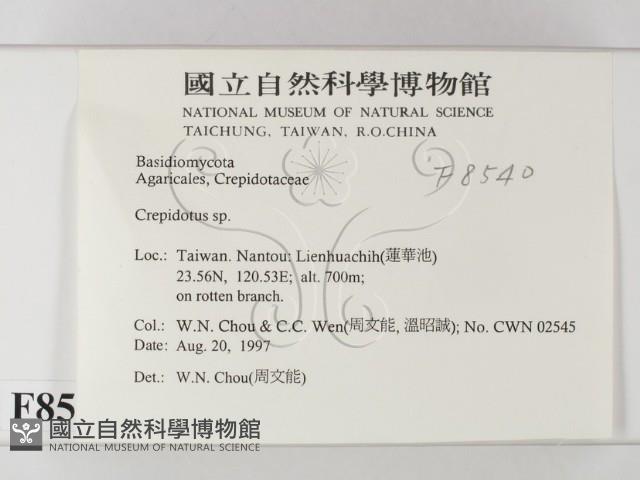 國立自然科學博物館
NATIONAL MUSEUM OF NATURAL SCIENCE
TAICHUNG, TAIWAN, R.O.CHINA
Basidiomycota
Agaricales, Crepidotaceae
F8540
Crepidotus sp.
Loc.: Taiwan. Nantou: Lienhuachih(蓮華池)
23.56N, 120.53E; alt. 700m;
on rotten branch.
Col.: W.N. Chou & C.C. Wen(周文能, 溫昭誠); No. CWN 02545
Date: Aug. 20, 1997
Det.: W.N. Chou(周文能)
F85
國立自然科學博物館
NATIONAL MUSEUM OF NATURAL SCIENCE